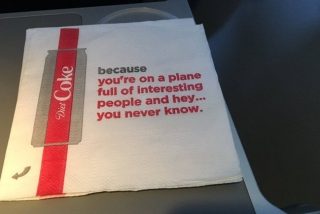 Diet Coke
because
you're on a plane
full of interesting
people and hey...
you never know.